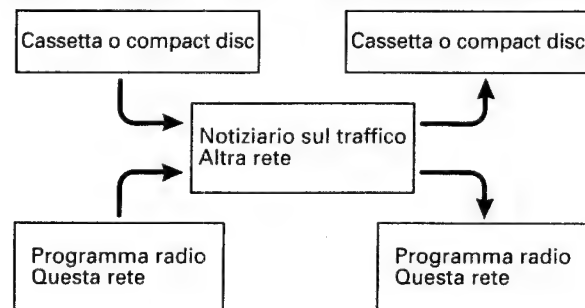 Cassetta o compact disc
Cassetta o compact disc
Notiziario sul traffico
Altra rete
Programma radio
Questa rete
Programma radio
Questa rete